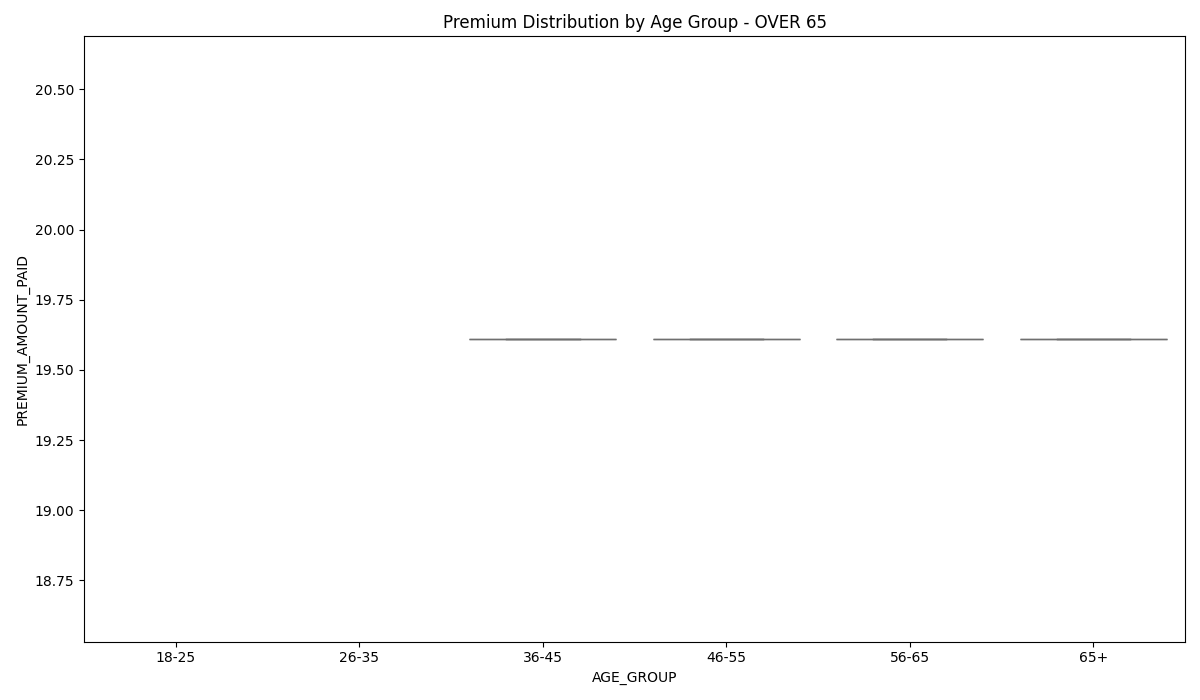 Premium Distribution by Age Group - OVER 65
20.50
20.25
20.00
19.75
19.50
19.25
19.00
18.75
PREMIUM_AMOUNT_PAID
18-25 26-35 36-45 46-55 56-65 65+
AGE_GROUP